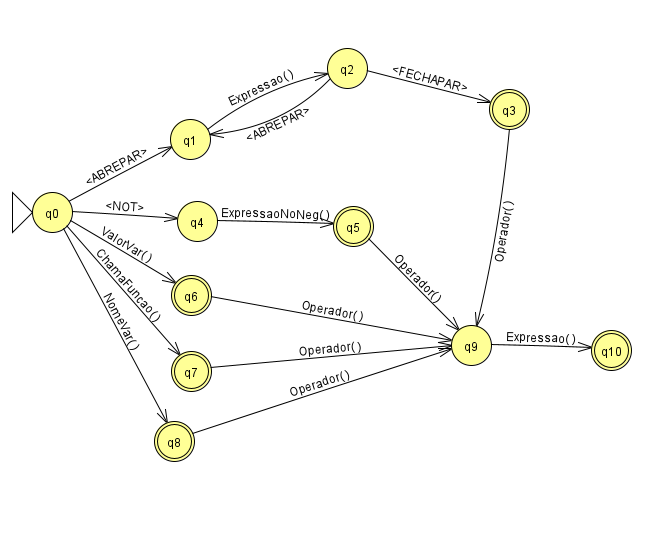 q2
<FECHAPAR>
Expressao()
q3
<ABREPAR>
q1
<ABREPAR>
q0
<NOT>
q4
ExpressaoNoNeg()
q5
Operador()
ValorVar()
Operador()
ChamaFuncao()
q6
Operador()
NomeVar()
Operador()
q9
Expressao()
q10
q7
Operador()
q8